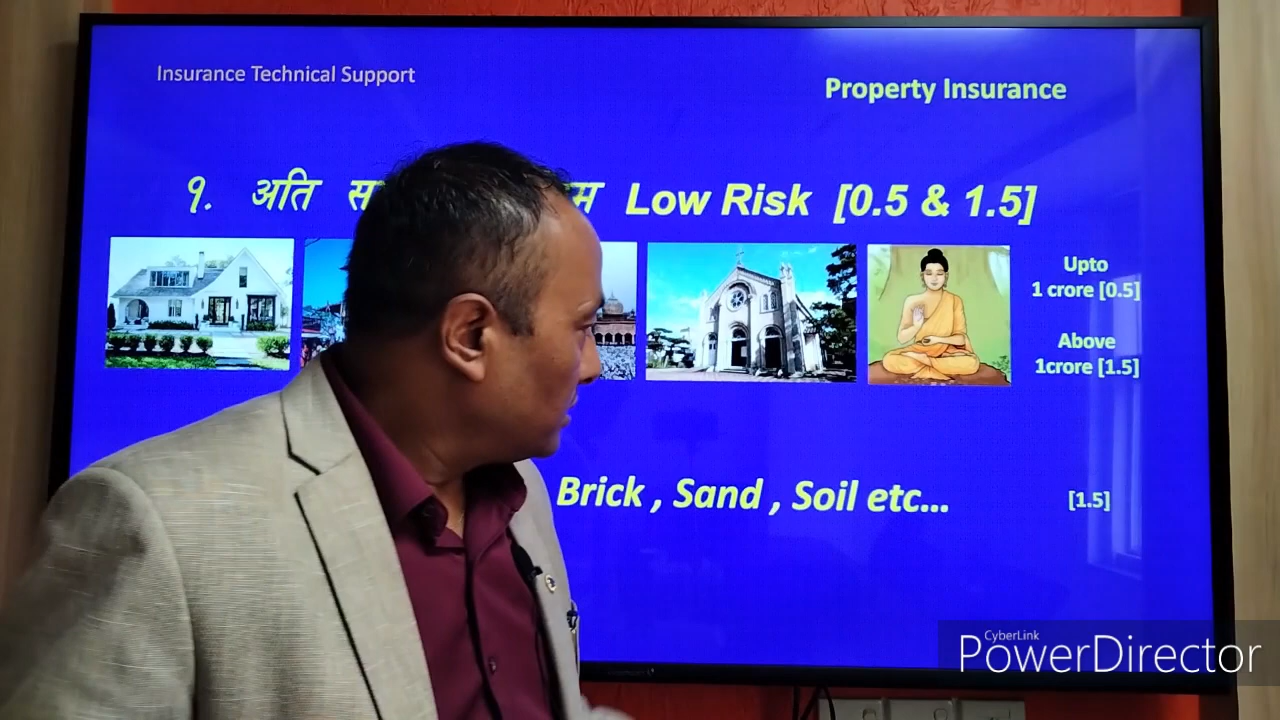 Insurance Technical Support
Property Insurance
१. अति Low Risk [0.5 & 1.5]
Upto
1 crore [0.5]
Above
1crore [1.5]
Brick , Sand , Soil etc... [1.5]
CyberLink
PowerDirector